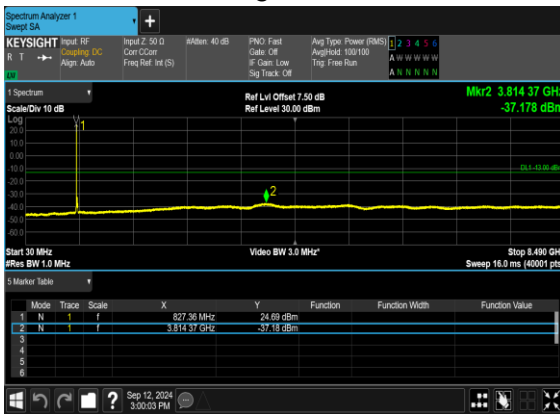 Spectrum Analyzer 1
Swept SA
+
KEYSIGHT Input: RF Input Z: 50 Ω #Atten: 40 dB PNO: Fast Avg Type: Power (RMS) 1 2 3 4 5 6
R T Coupling: DC Corr CCorr Gate: Off Avg|Hold: 100/100 A W W W W W
Align: Auto Freq Ref: Int (S) IF Gain: Low Trig: Free Run
LV Sig Track: Off A N N N N N
1 Spectrum Ref Lvl Offset 7.50 dB Mkr2 3.814 37 GHz
Scale/Div 10 dB Ref Level 30.00 dBm -37.178 dBm
Log
20.0
10.0
0.00
-10.0
DL1 -13.00 dBm
-20.0
-30.0
-40.0
-50.0
-60.0
1
2
Start 30 MHz Video BW 3.0 MHz* Stop 8.490 GHz
#Res BW 1.0 MHz Sweep 16.0 ms (40001 pts)
5 Marker Table
Mode Trace Scale X Y Function Function Width Function Value
1 N 1 f 827.36 MHz 24.69 dBm
2 N 1 f 3.814 37 GHz -37.18 dBm
3
4
5
6
? Sep 12, 2024
3:00:03 PM